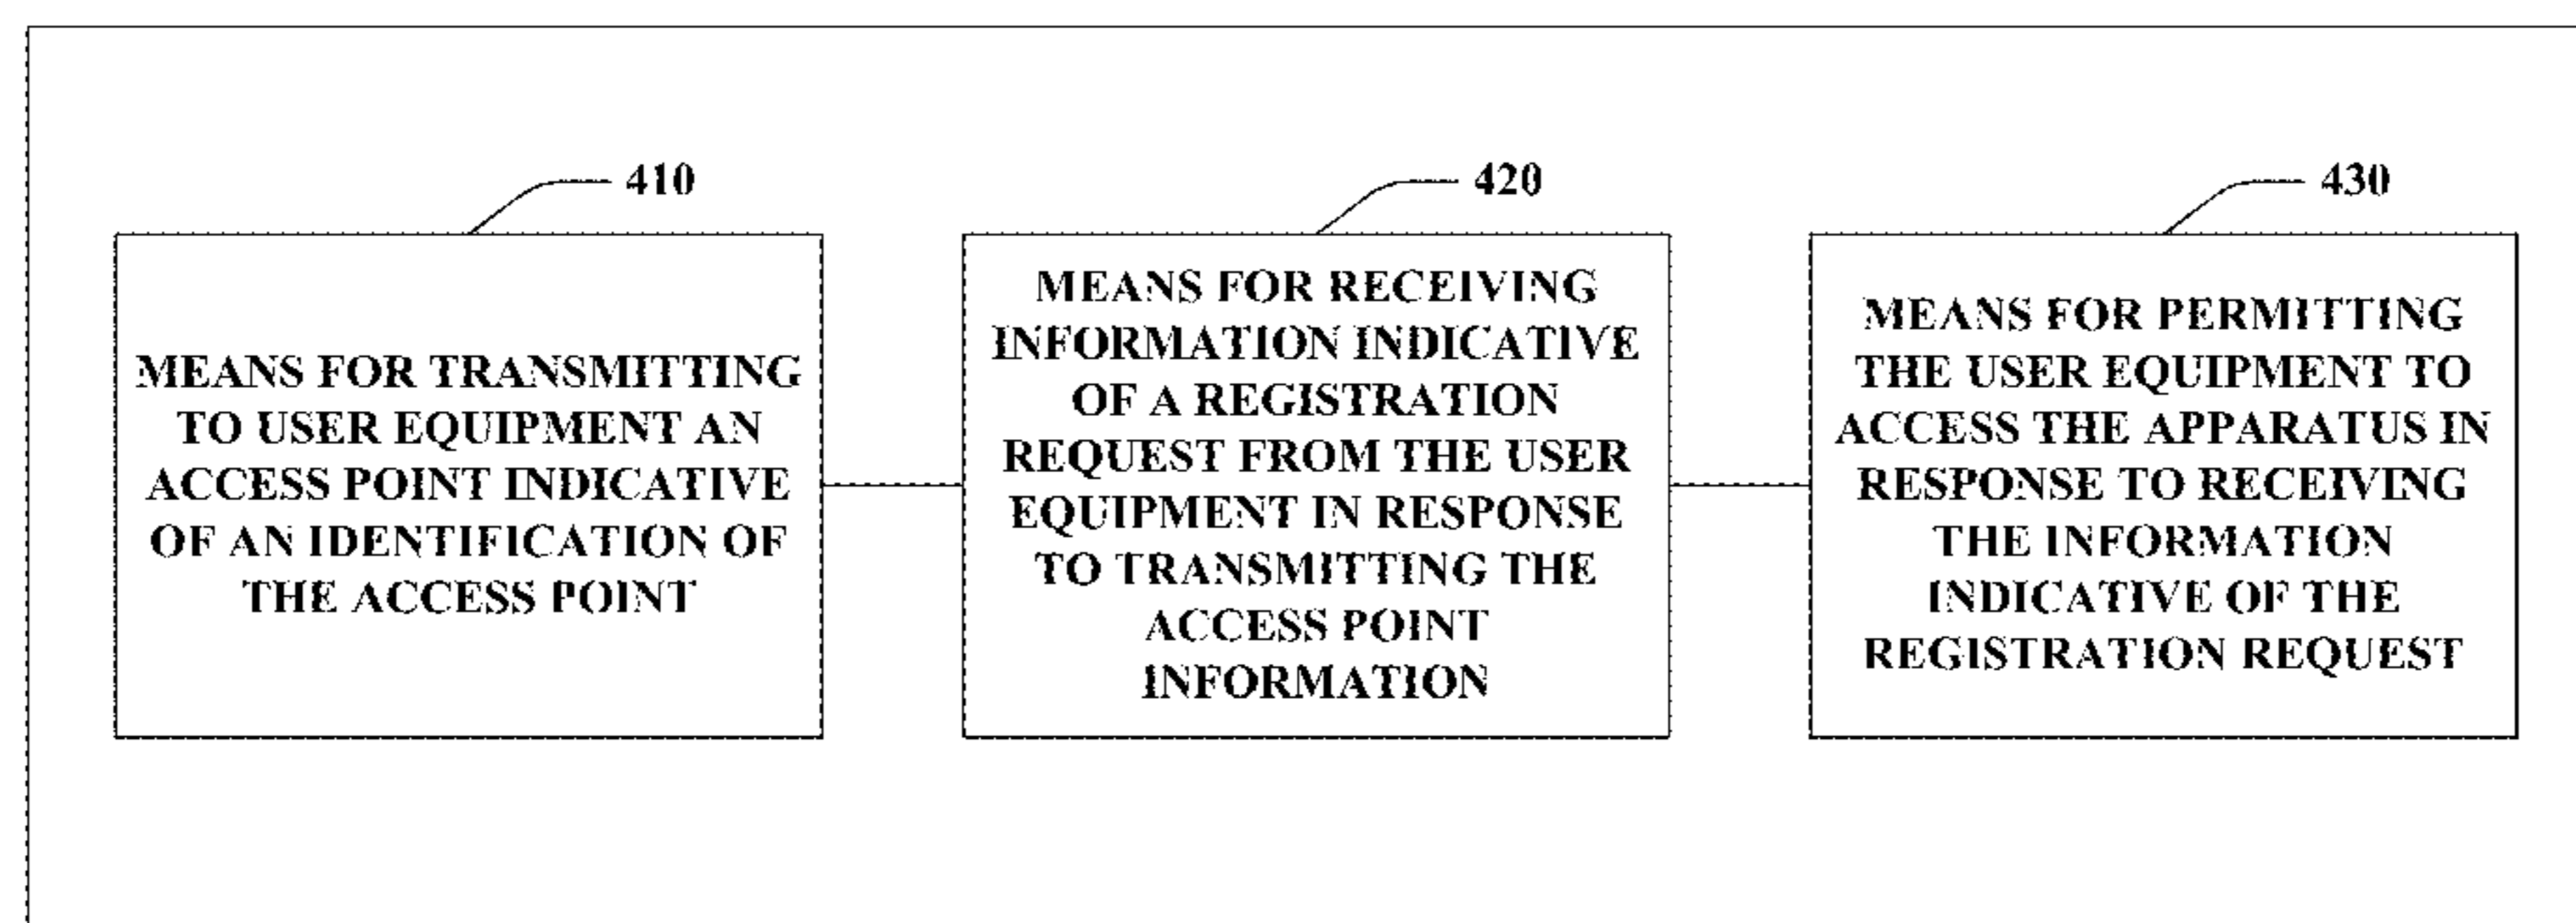 410
MEANS FOR TRANSMITTING
TO USER EQUIPMENT AN
ACCESS POINT INDICATIVE
OF AN IDENTIFICATION OF
THE ACCESS POINT
420
MEANS FOR RECEIVING
INFORMATION INDICATIVE
OF A REGISTRATION
REQUEST FROM THE USER
EQUIPMENT IN RESPONSE
TO TRANSMITTING THE
ACCESS POINT
INFORMATION
430
MEANS FOR PERMITTING
THE USER EQUIPMENT TO
ACCESS THE APPARATUS IN
RESPONSE TO RECEIVING
THE INFORMATION
INDICATIVE OF THE
REGISTRATION REQUEST